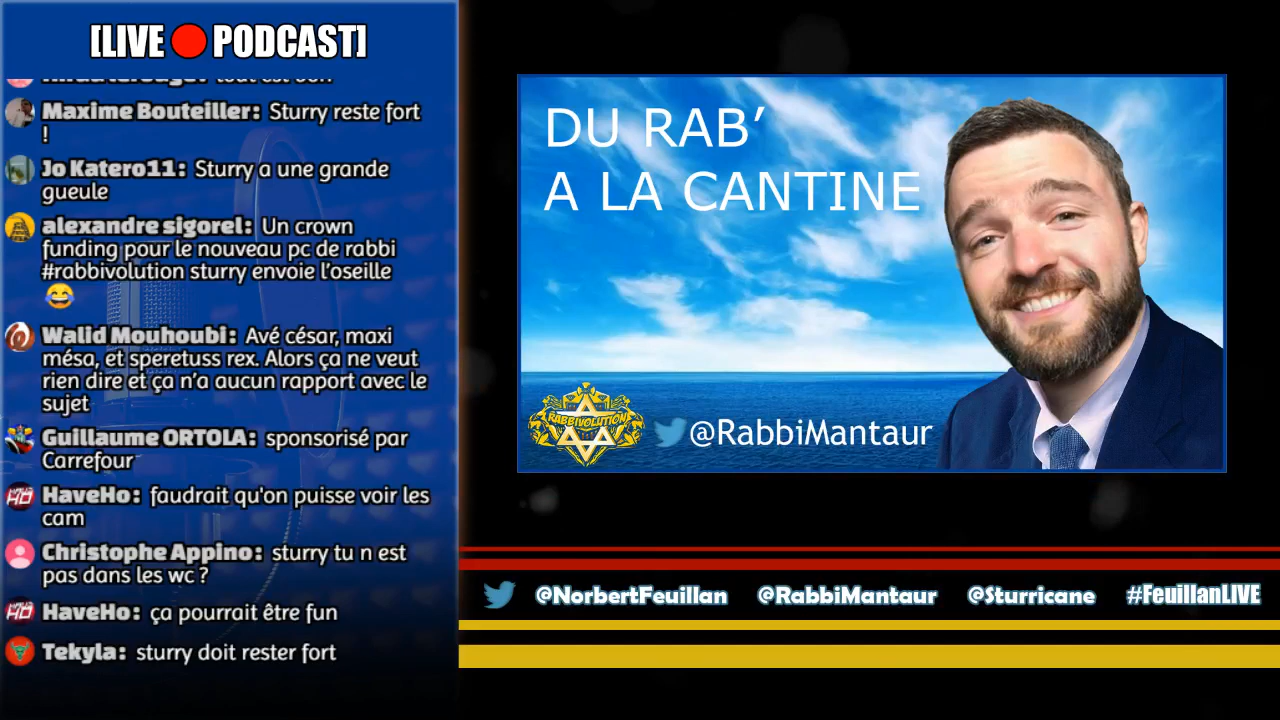 [LIVE PODCAST]
Maxime Bouteiller: Sturry reste fort
!
Jo Katero11: Sturry a une grande
gueule
alexandre sigorel: Un crown
funding pour le nouveau pc de rabbi
#rabbivolution sturry envoie l'oseille
😂
Walid Mouhoubi: Avé césar, maxi
mésa, et speretuss rex. Alors ça ne veut
rien dire et ça n'a aucun rapport avec le
sujet
Guillaume ORTOLA: sponsorisé par
Carrefour
HaveHo: faudrait qu'on puisse voir les
cam
Christophe Appino: sturry tu n est
pas dans les wc ?
HaveHo: ça pourrait être fun
Tekyla: sturry doit rester fort
DU RAB'
A LA CANTINE
RABBIVOLUTION
@RabbiMantaur
@NorbertFeuillan @RabbiMantaur @Sturricane #FeuillanLIVE